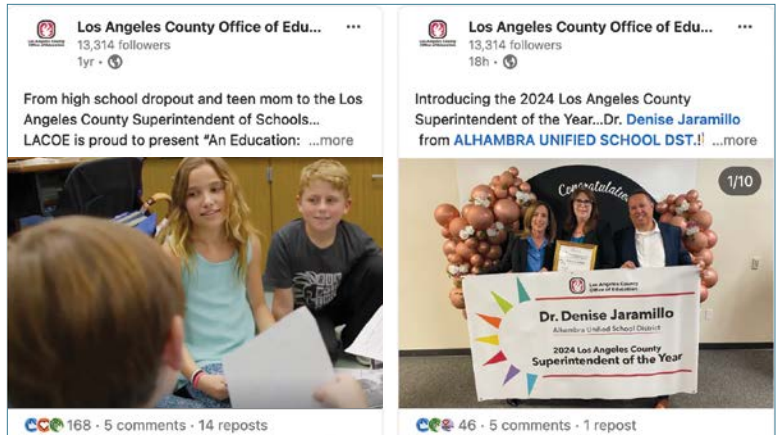 Los Angeles County Office of Edu...
13,314 followers
1yr •
From high school dropout and teen mom to the Los
Angeles County Superintendent of Schools...
LACOE is proud to present "An Education: ...more
168 · 5 comments · 14 reposts
Los Angeles County Office of Edu...
13,314 followers
18h •
Introducing the 2024 Los Angeles County
Superintendent of the Year...Dr. Denise Jaramillo
from ALHAMBRA UNIFIED SCHOOL DST.! ...more
1/10
Congratulations
Los Angeles County
Office of Education
Dr. Denise Jaramillo
Alhambra Unified School District
2024 Los Angeles County
Superintendent of the Year
46 · 5 comments · 1 repost